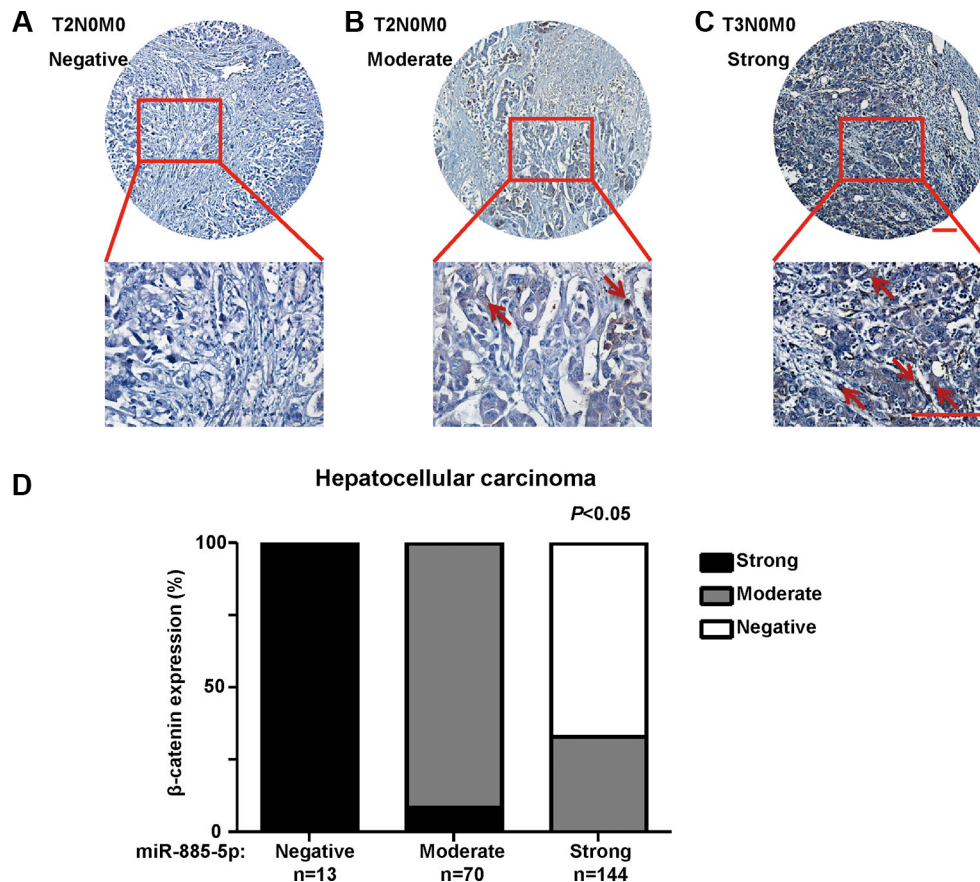 A
T2N0M0
Negative
B
T2N0M0
Moderate
C
T3N0M0
Strong
D
Hepatocellular carcinoma
P<0.05
β-catenin expression (%)
100
50
0
Strong
Moderate
Negative
miR-885-5p:
Negative
n=13
Moderate
n=70
Strong
n=144